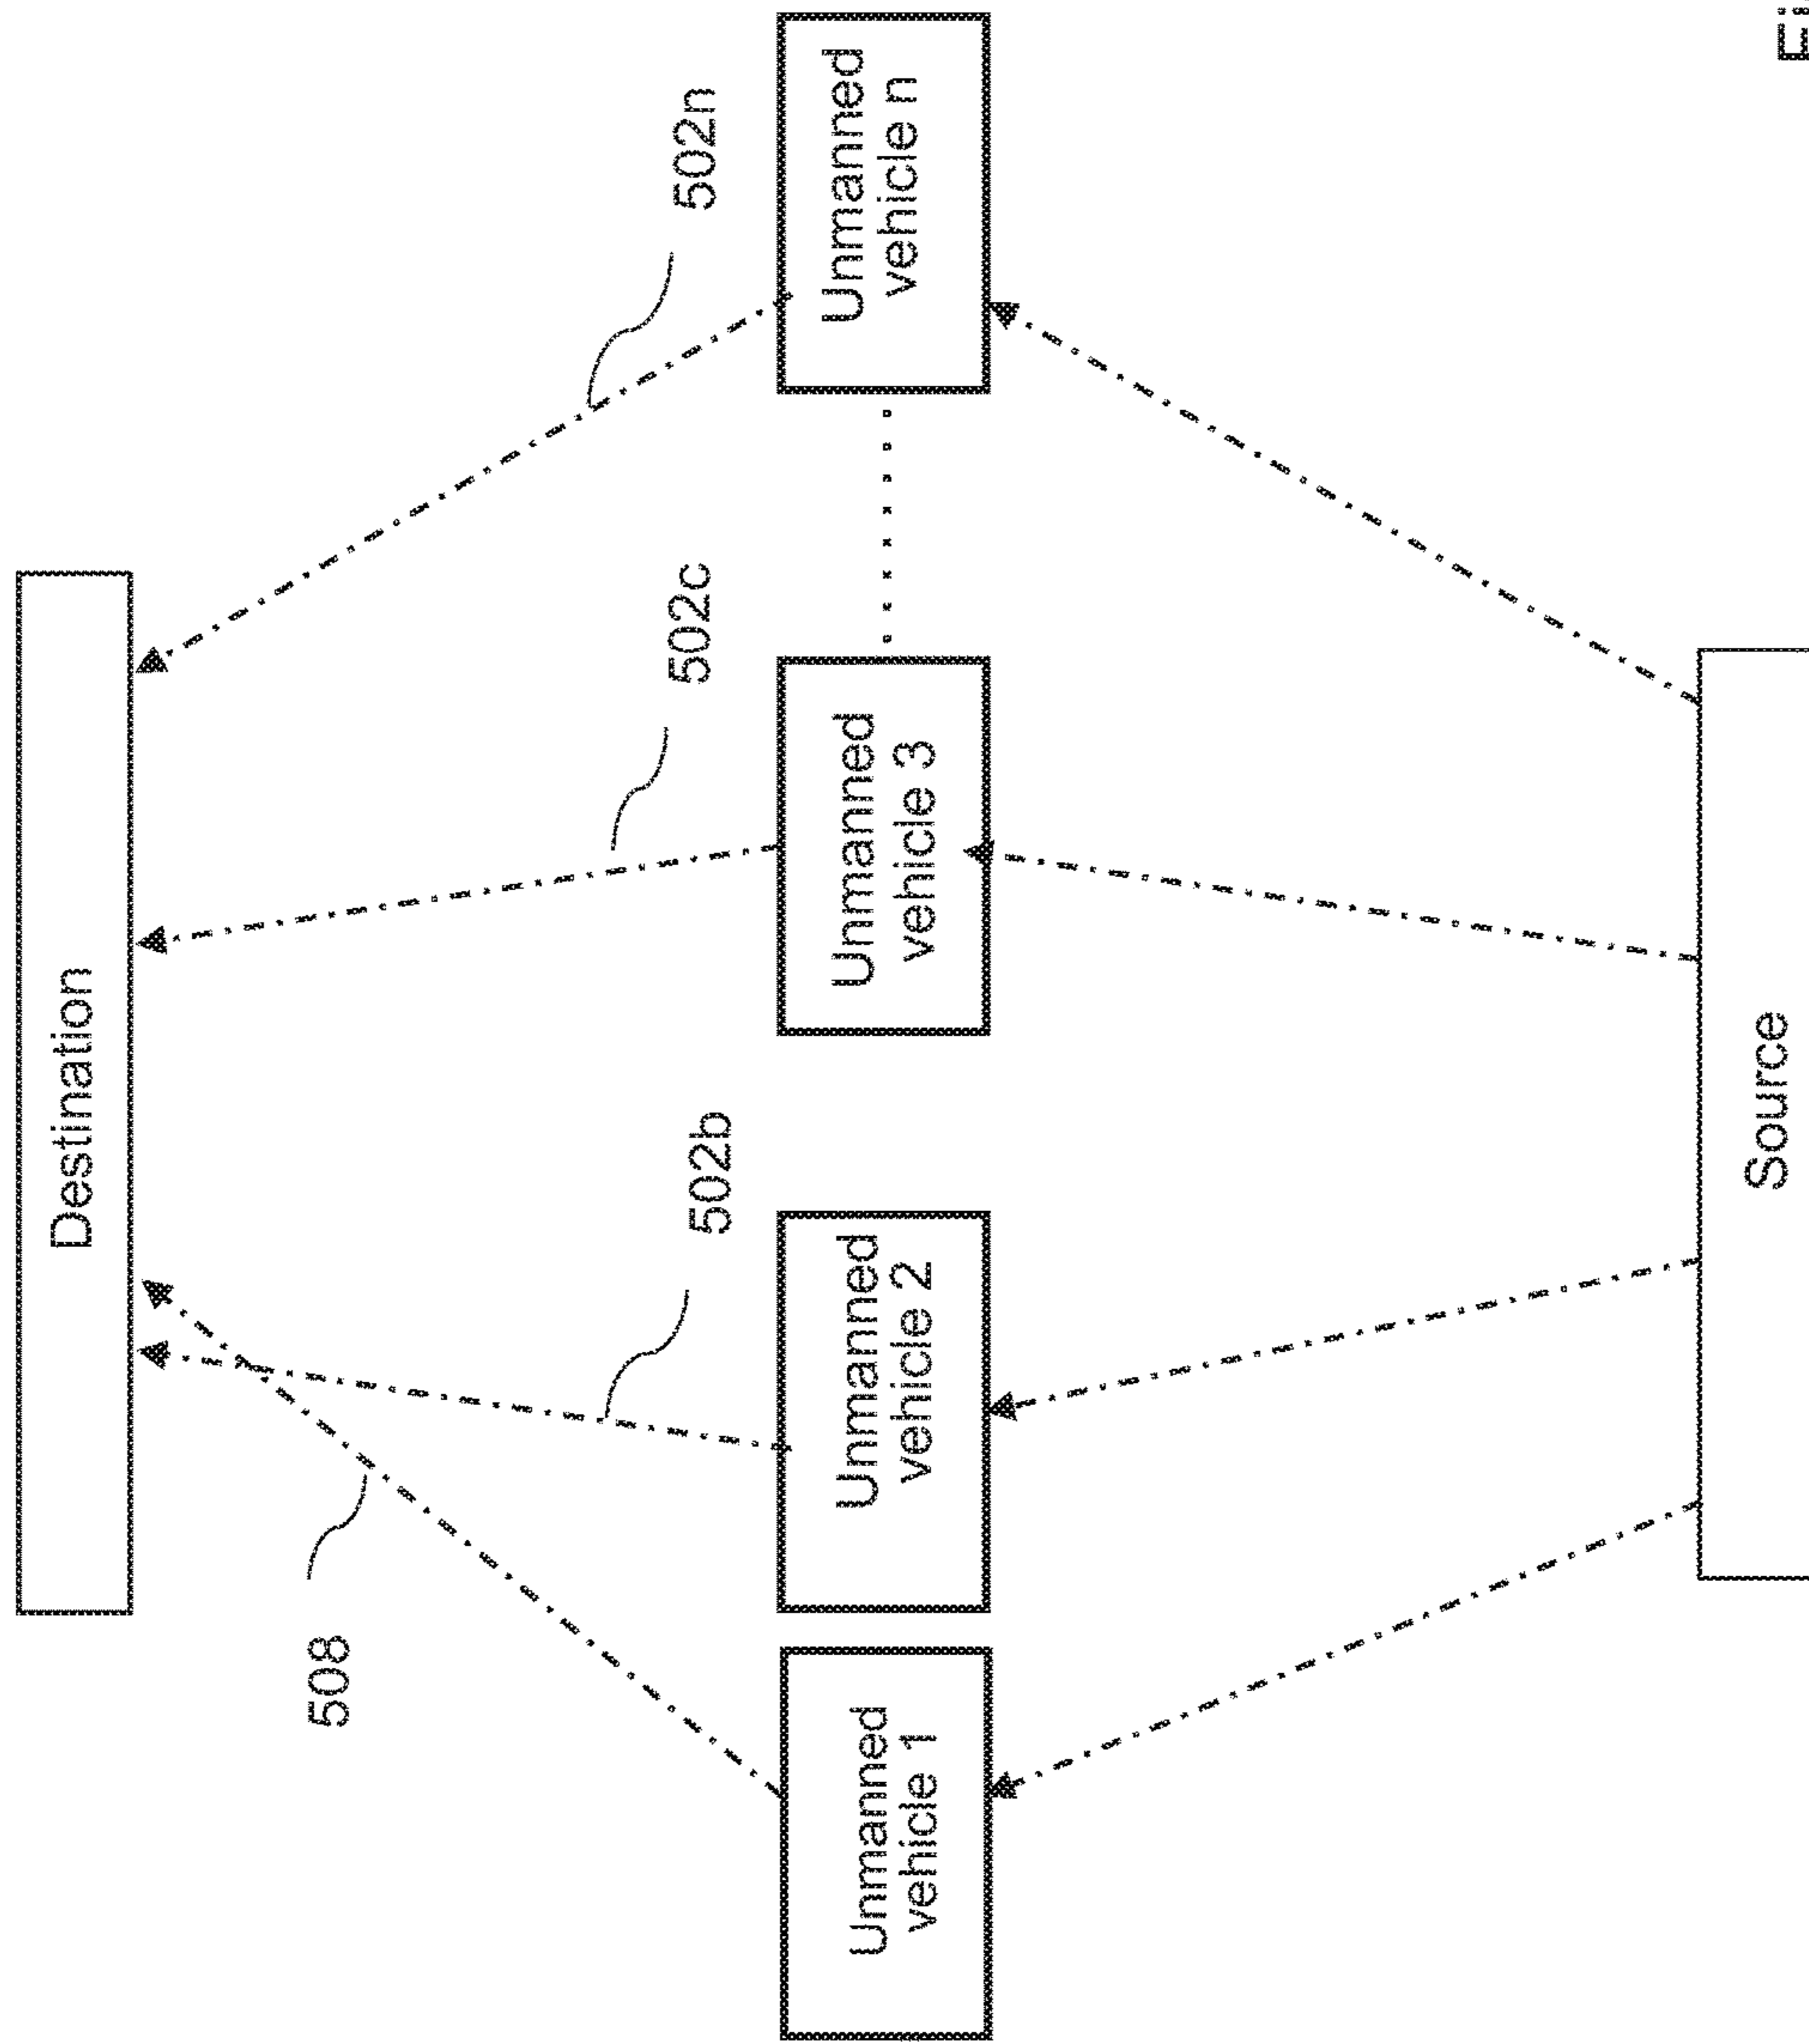 Destination
508
502b
502c
502n
Unmanned
vehicle 1
Unmanned
vehicle 2
Unmanned
vehicle 3
Unmanned
vehicle n
Source